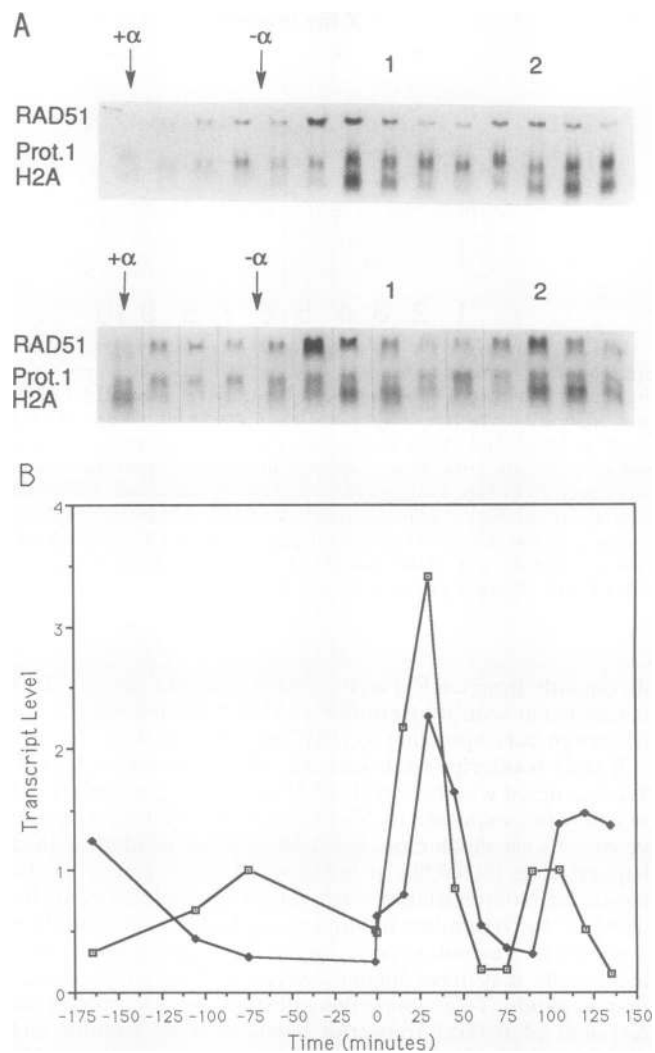 A
+α -α 1 2
RAD51
Prot.1
H2A
+α -α 1 2
RAD51
Prot.1
H2A
B
4
3
2
1
0
Transcript Level
-175 -150 -125 -100 -75 -50 -25 0 25 50 75 100 125 150
Time (minutes)